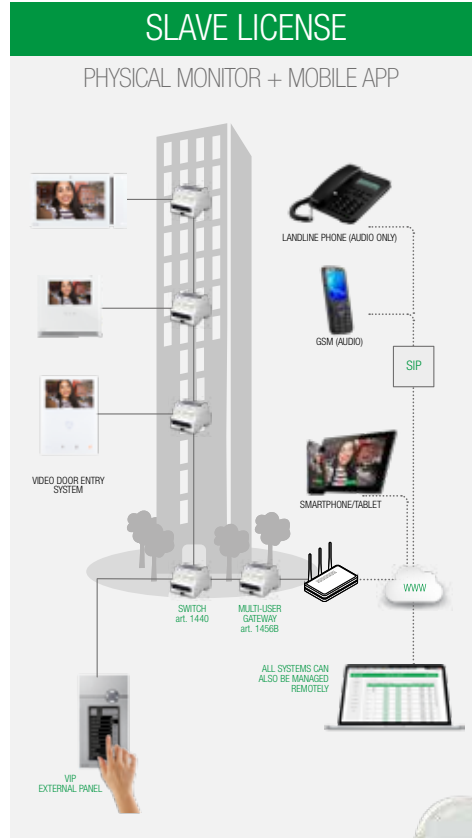 SLAVE LICENSE
PHYSICAL MONITOR + MOBILE APP
LANDLINE PHONE (AUDIO ONLY)
GSM (AUDIO)
SIP
VIDEO DOOR ENTRY
SYSTEM
SMARTPHONE/TABLET
SWITCH
art. 1440
MULTI-USER
GATEWAY
art. 1456B
WWW
ALL SYSTEMS CAN
ALSO BE MANAGED
REMOTELY
VIP
EXTERNAL PANEL